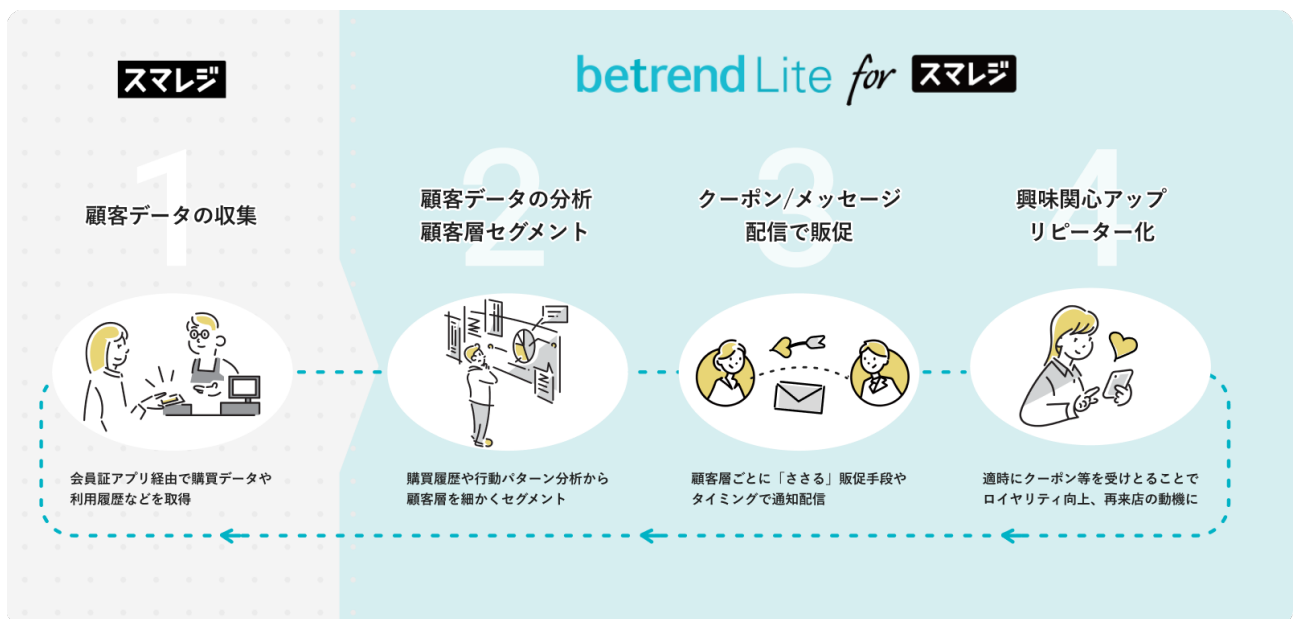 スマレジ
betrend Lite for スマレジ
1
顧客データの収集
会員証アプリ経由で購買データや
利用履歴などを取得
2
顧客データの分析
顧客層セグメント
購買履歴や行動パターン分析から
顧客層を細かくセグメント
3
クーポン/メッセージ
配信で販促
顧客層ごとに「ささる」販促手段や
タイミングで通知配信
4
興味関心アップ
リピーター化
適時にクーポン等を受けとることで
ロイヤリティ向上、再来店の動機に